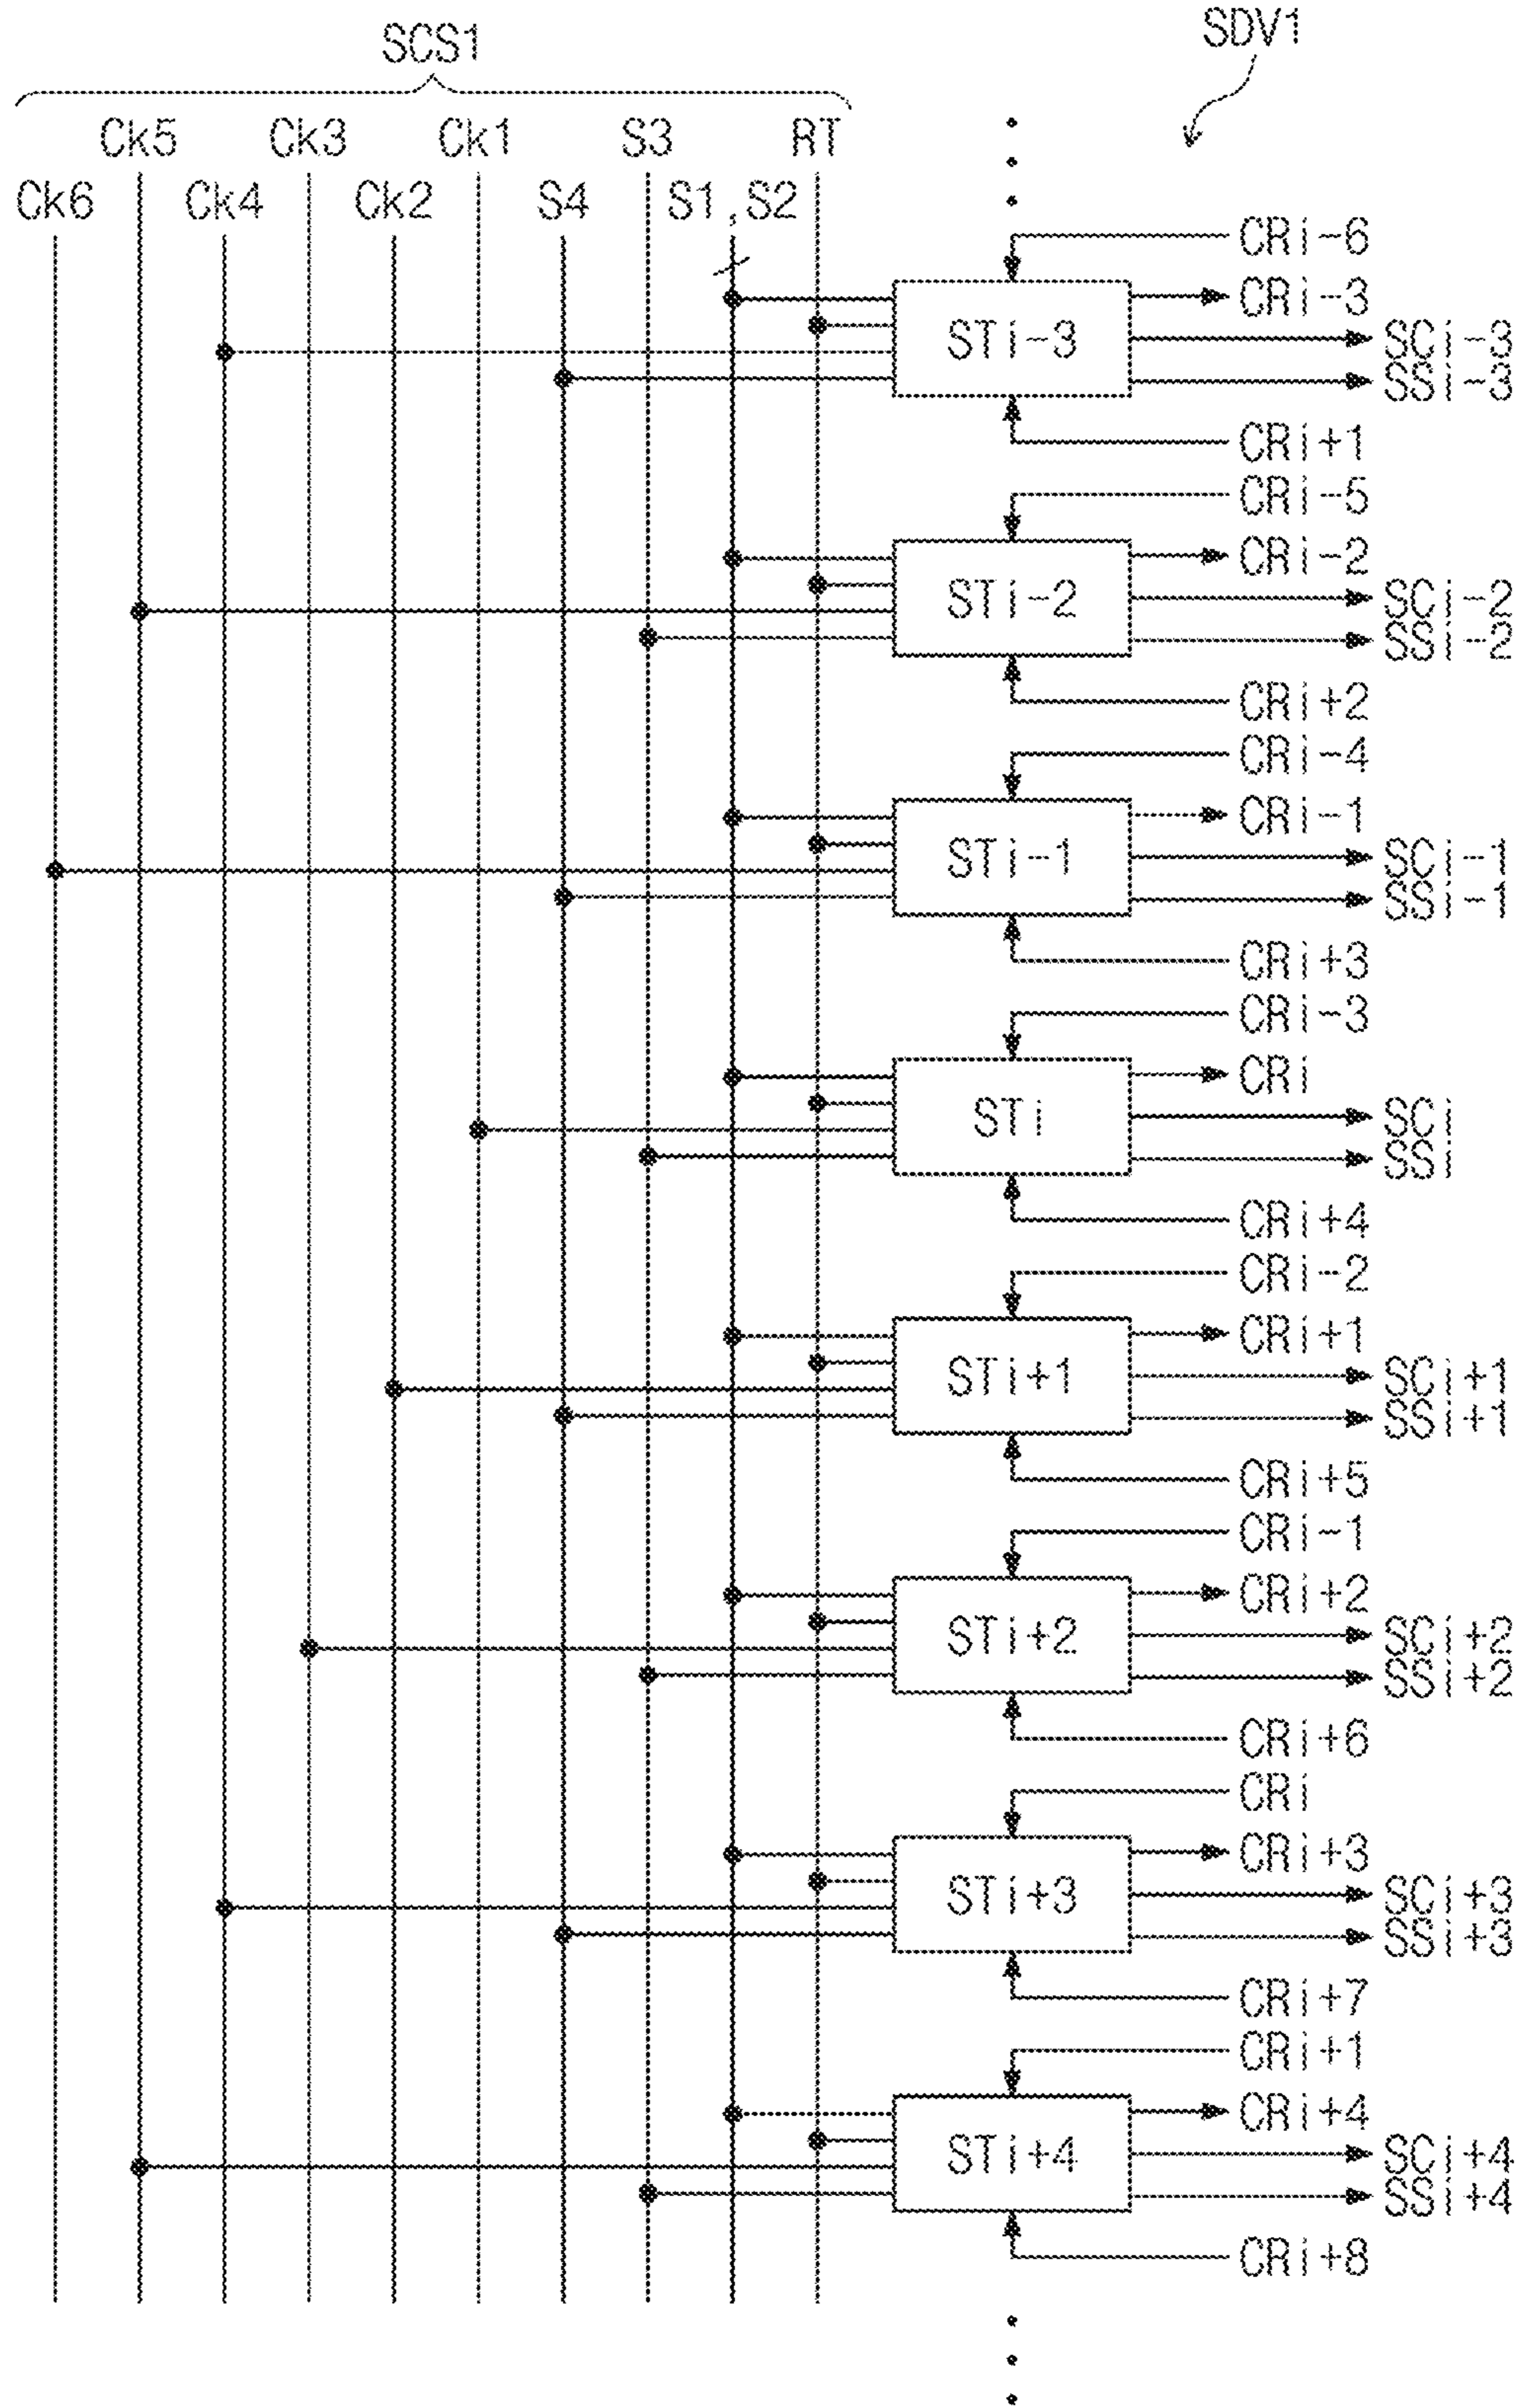 SCS1
SDV1
Ck5 Ck3 Ck1 S3 RT
Ck6 Ck4 Ck2 S4 S1,S2
CRi-6
CRi-3
STi-3
SCi-3
SSi-3
CRi+1
CRi-5
CRi-2
STi-2
SCi-2
SSi-2
CRi+2
CRi-4
CRi-1
STi-1
SCi-1
SSi-1
CRi+3
CRi-3
CRi
STi
SCi
SSi
CRi+4
CRi-2
CRi+1
STi+1
SCi+1
SSi+1
CRi+5
CRi-1
CRi+2
STi+2
SCi+2
SSi+2
CRi+6
CRi
CRi+3
STi+3
SCi+3
SSi+3
CRi+7
CRi+1
CRi+4
STi+4
SCi+4
SSi+4
CRi+8